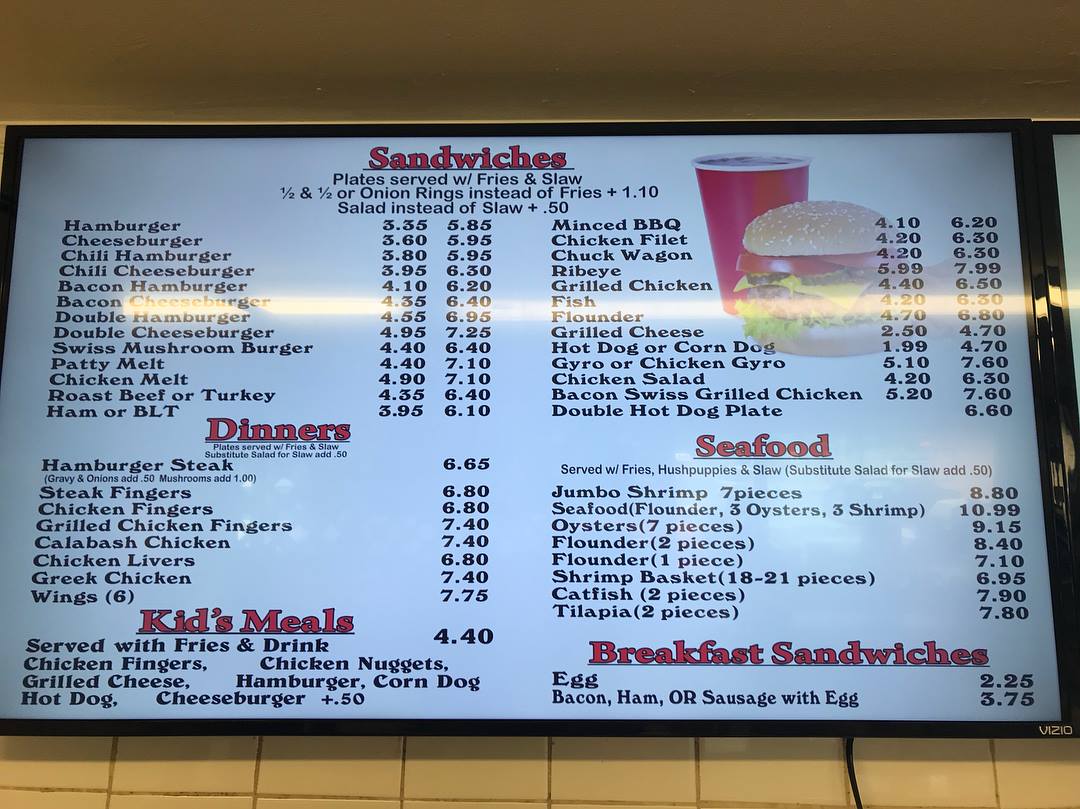 Sandwiches
Plates served w/ Fries & Slaw
½ & ½ or Onion Rings instead of Fries + 1.10
Salad instead of Slaw + .50
Hamburger 3.35 5.85
Cheeseburger 3.60 5.95
Chili Hamburger 3.80 5.95
Chili Cheeseburger 3.95 6.30
Bacon Hamburger 4.10 6.20
Bacon Cheeseburger 4.35 6.40
Double Hamburger 4.55 6.95
Double Cheeseburger 4.95 7.25
Swiss Mushroom Burger 4.40 6.40
Patty Melt 4.40 7.10
Chicken Melt 4.90 7.10
Roast Beef or Turkey 4.35 6.40
Ham or BLT 3.95 6.10
Minced BBQ 4.10 6.20
Chicken Filet 4.20 6.30
Chuck Wagon 4.20 6.30
Ribeye 5.99 7.99
Grilled Chicken 4.40 6.50
Fish 4.20 6.30
Flounder 4.70 6.80
Grilled Cheese 2.50 4.70
Hot Dog or Corn Dog 1.99 4.70
Gyro or Chicken Gyro 5.10 7.60
Chicken Salad 4.20 6.30
Bacon Swiss Grilled Chicken 5.20 7.60
Double Hot Dog Plate 6.60
Dinners
Plates served w/ Fries & Slaw
Substitute Salad for Slaw add .50
Hamburger Steak 6.65
(Gravy & Onions add .50 Mushrooms add 1.00)
Steak Fingers 6.80
Chicken Fingers 6.80
Grilled Chicken Fingers 7.40
Calabash Chicken 7.40
Chicken Livers 6.80
Greek Chicken 7.40
Wings (6) 7.75
Kid's Meals
Served with Fries & Drink 4.40
Chicken Fingers, Chicken Nuggets,
Grilled Cheese, Hamburger, Corn Dog
Hot Dog, Cheeseburger +.50
Seafood
Served w/ Fries, Hushpuppies & Slaw (Substitute Salad for Slaw add .50)
Jumbo Shrimp 7pieces 8.80
Seafood(Flounder, 3 Oysters, 3 Shrimp) 10.99
Oysters(7 pieces) 9.15
Flounder(2 pieces) 8.40
Flounder(1 piece) 7.10
Shrimp Basket(18-21 pieces) 6.95
Catfish (2 pieces) 7.90
Tilapia(2 pieces) 7.80
Breakfast Sandwiches
Egg 2.25
Bacon, Ham, OR Sausage with Egg 3.75
VIZIO